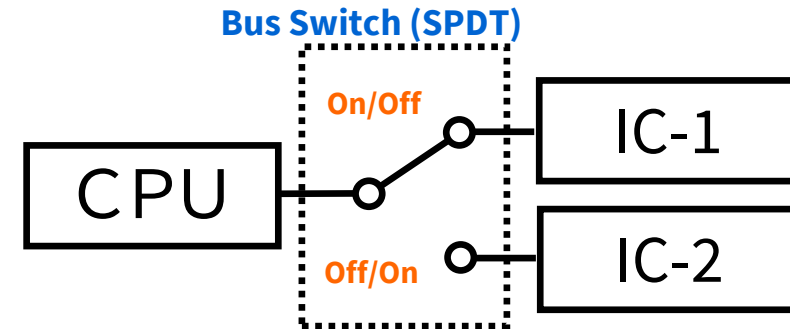 Bus Switch (SPDT)
On/Off
IC-1
CPU
IC-2
Off/On